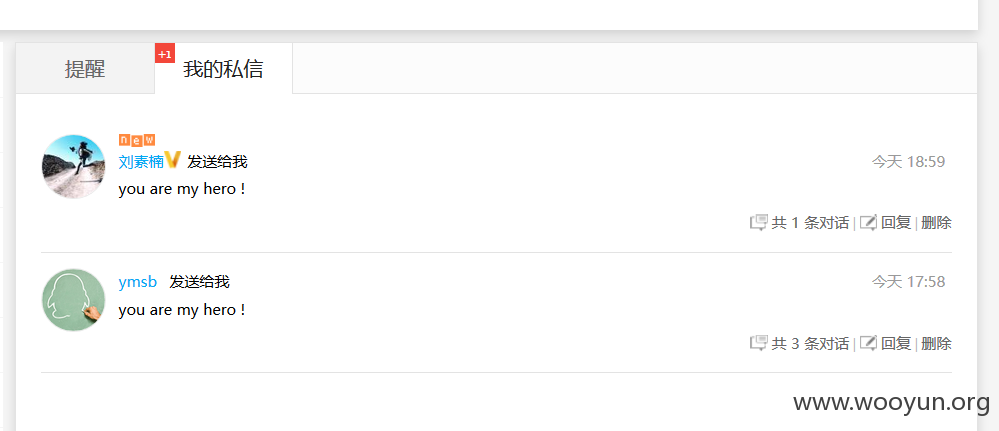 提醒
+1
我的私信
new
刘素楠 发送给我
今天 18:59
you are my hero !
共 1 条对话 | 回复 | 删除
ymsb 发送给我
今天 17:58
you are my hero !
共 3 条对话 | 回复 | 删除
www.wooyun.org